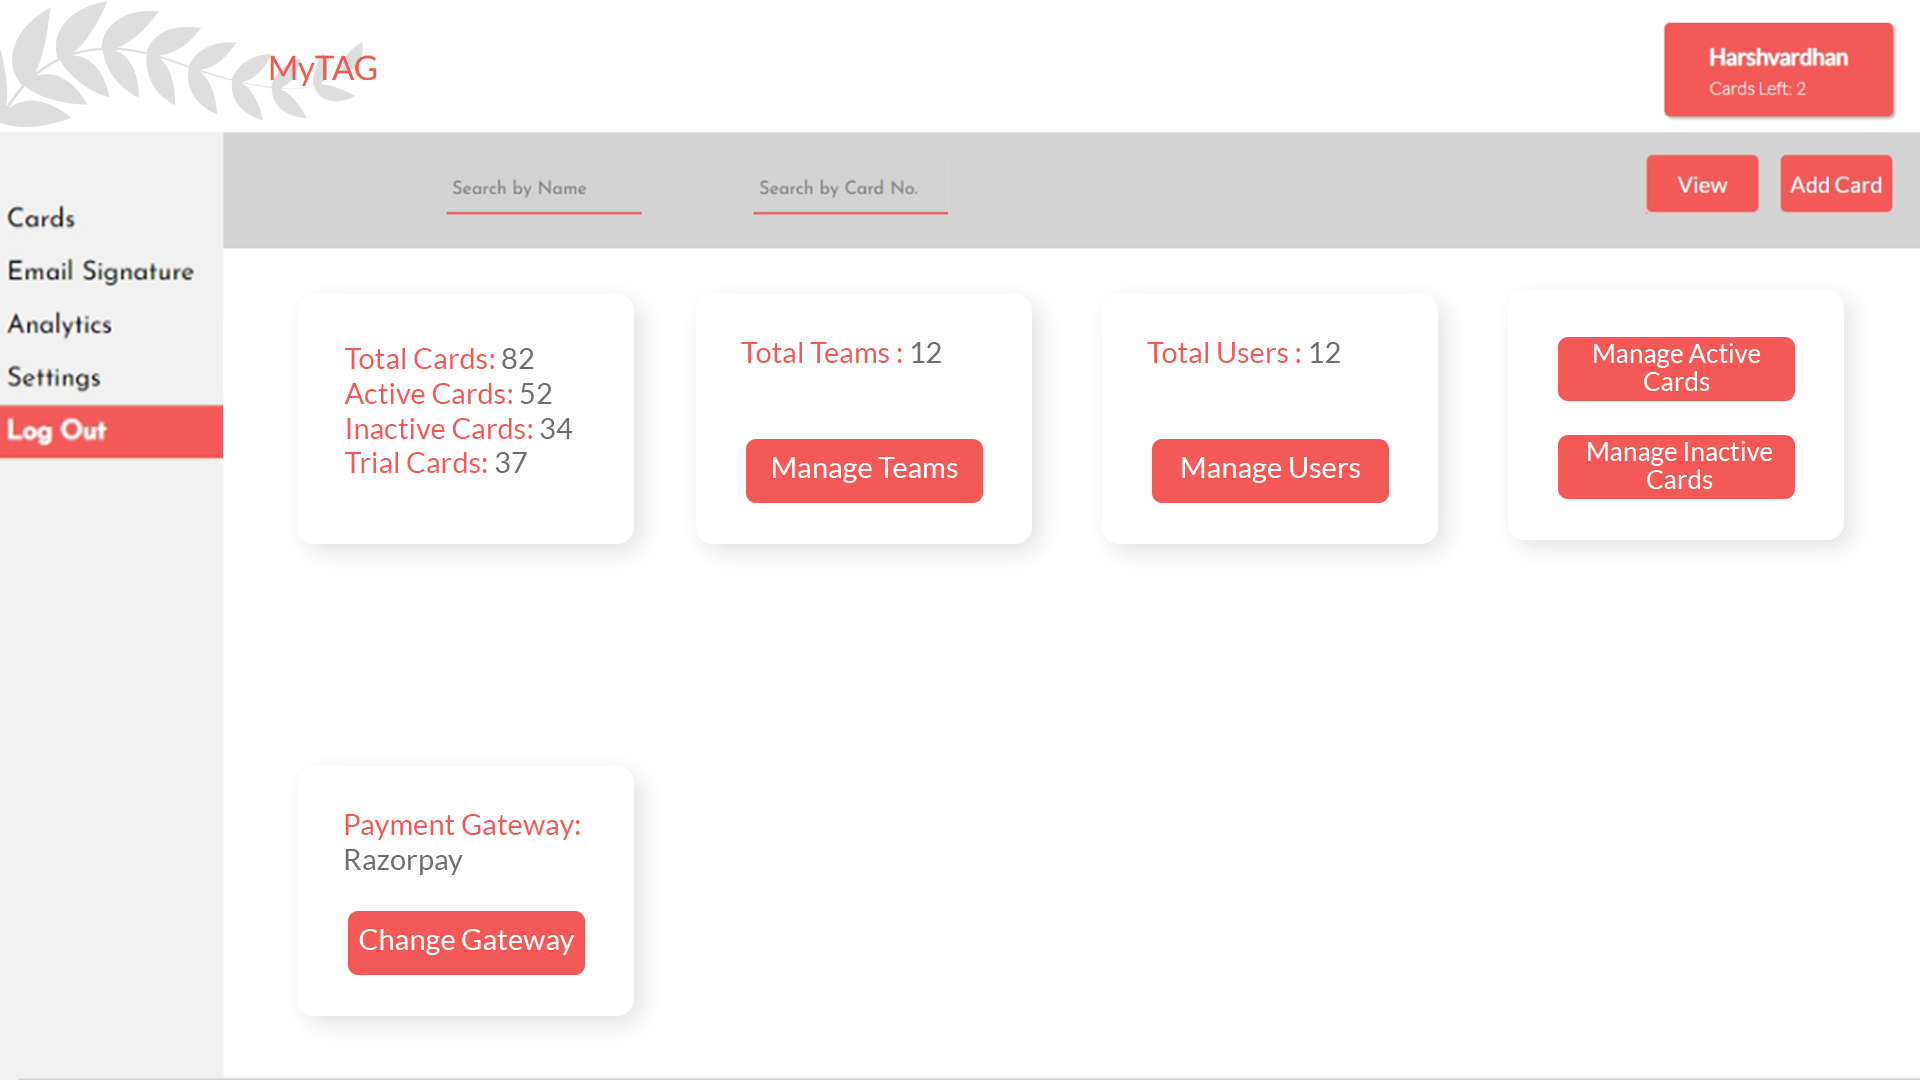 MyTAG
Harshvardhan
Cards Left: 2
Search by Name
Search by Card No.
View
Add Card
Cards
Email Signature
Analytics
Settings
Log Out
Total Cards: 82
Active Cards: 52
Inactive Cards: 34
Trial Cards: 37
Total Teams : 12
Manage Teams
Total Users : 12
Manage Users
Manage Active
Cards
Manage Inactive
Cards
Payment Gateway:
Razorpay
Change Gateway